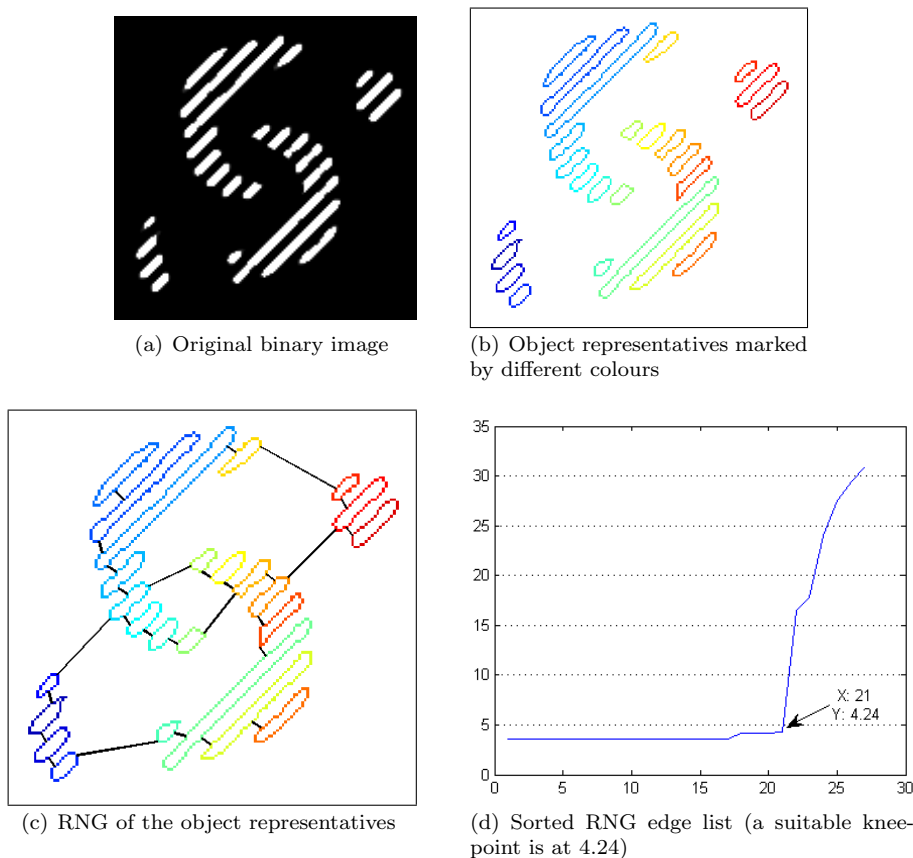 (a) Original binary image
(b) Object representatives marked
by different colours
35
30
25
20
15
10
5
0
X: 21
Y: 4.24
0 5 10 15 20 25 30
(c) RNG of the object representatives
(d) Sorted RNG edge list (a suitable knee-
point is at 4.24)